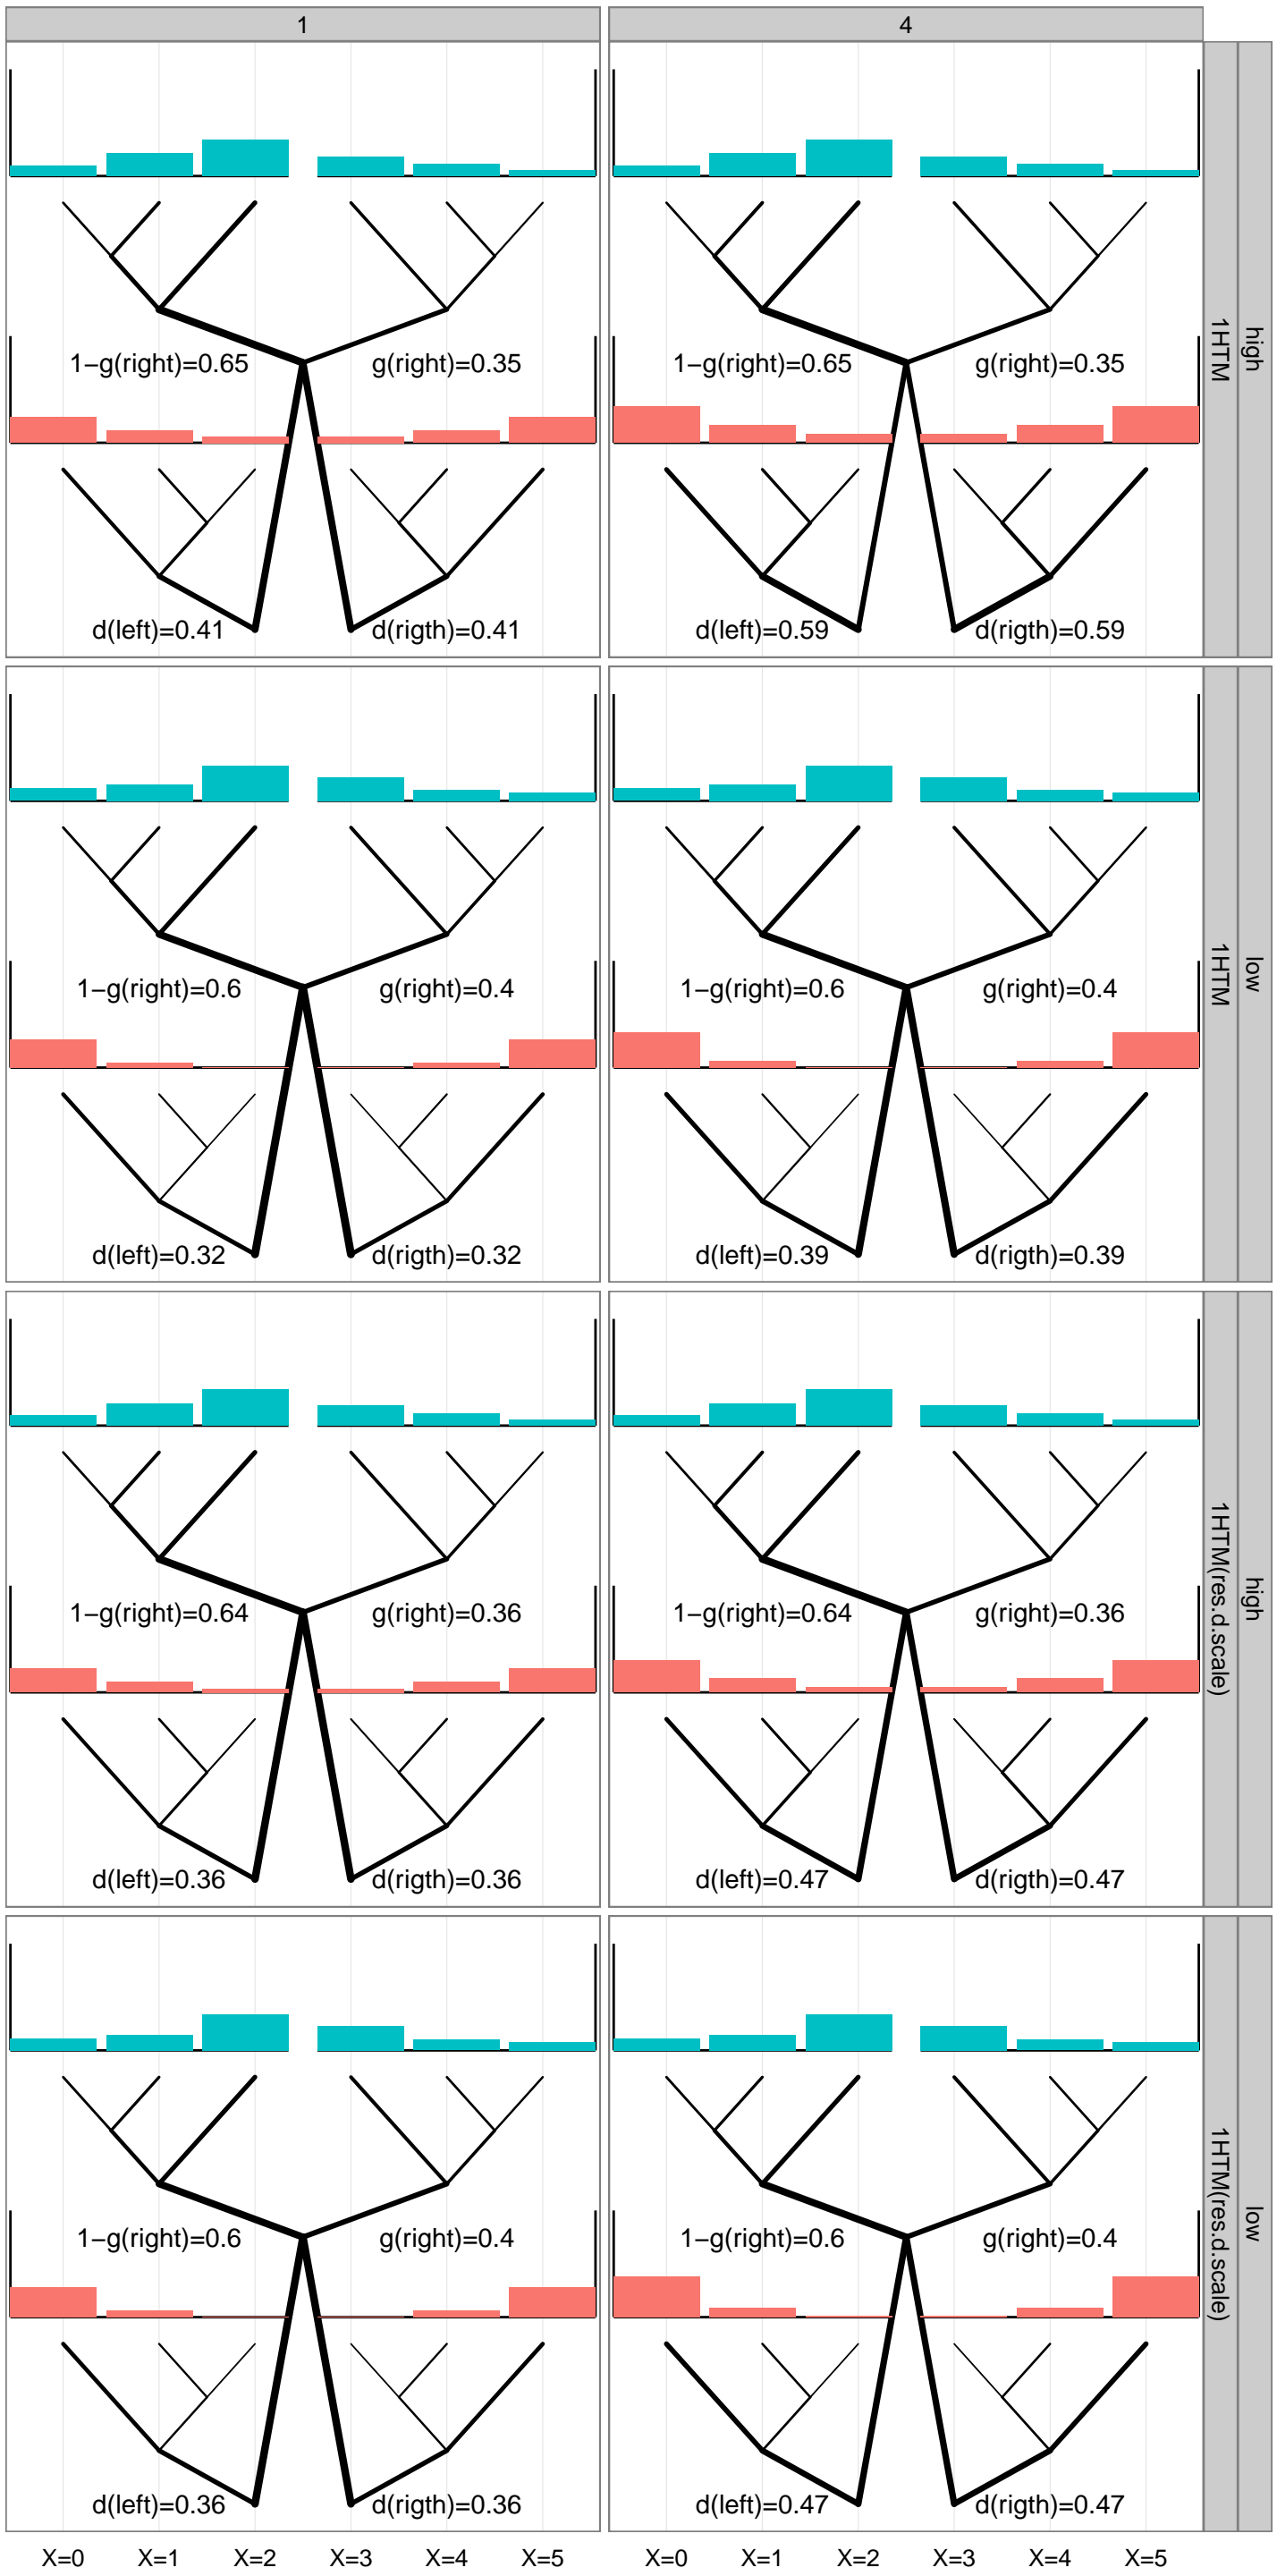 1 4
1−g(right)=0.65 g(right)=0.35 1−g(right)=0.65 g(right)=0.35
d(left)=0.41 d(rigth)=0.41 d(left)=0.59 d(rigth)=0.59
high
1HTM
1−g(right)=0.6 g(right)=0.4 1−g(right)=0.6 g(right)=0.4
d(left)=0.32 d(rigth)=0.32 d(left)=0.39 d(rigth)=0.39
low
1HTM
1−g(right)=0.64 g(right)=0.36 1−g(right)=0.64 g(right)=0.36
d(left)=0.36 d(rigth)=0.36 d(left)=0.47 d(rigth)=0.47
high
1HTM(res.d.scale)
1−g(right)=0.6 g(right)=0.4 1−g(right)=0.6 g(right)=0.4
d(left)=0.36 d(rigth)=0.36 d(left)=0.47 d(rigth)=0.47
low
1HTM(res.d.scale)
X=0 X=1 X=2 X=3 X=4 X=5 X=0 X=1 X=2 X=3 X=4 X=5